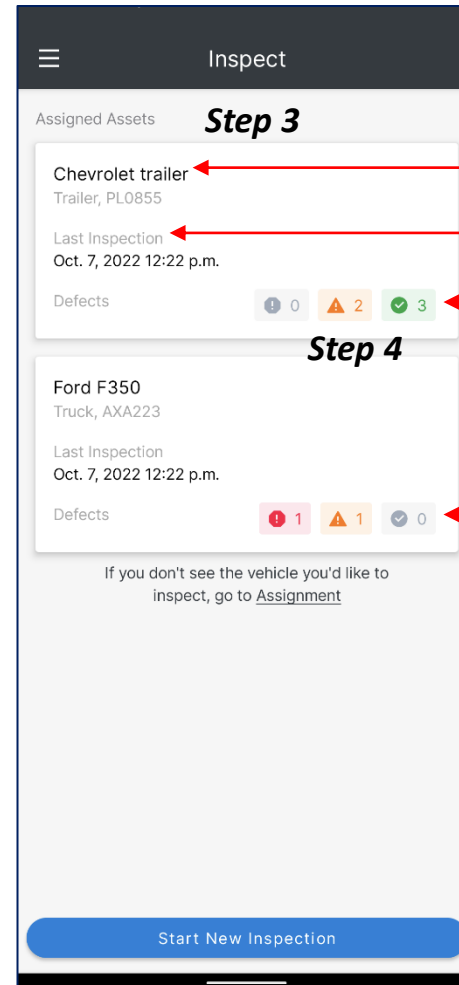 Inspect
Assigned Assets
Step 3
Chevrolet trailer
Trailer, PL0855
Last Inspection
Oct. 7, 2022 12:22 p.m.
Defects 0 2 3
Step 4
Ford F350
Truck, AXA223
Last Inspection
Oct. 7, 2022 12:22 p.m.
Defects 1 1 0
If you don't see the vehicle you'd like to
inspect, go to Assignment
Start New Inspection